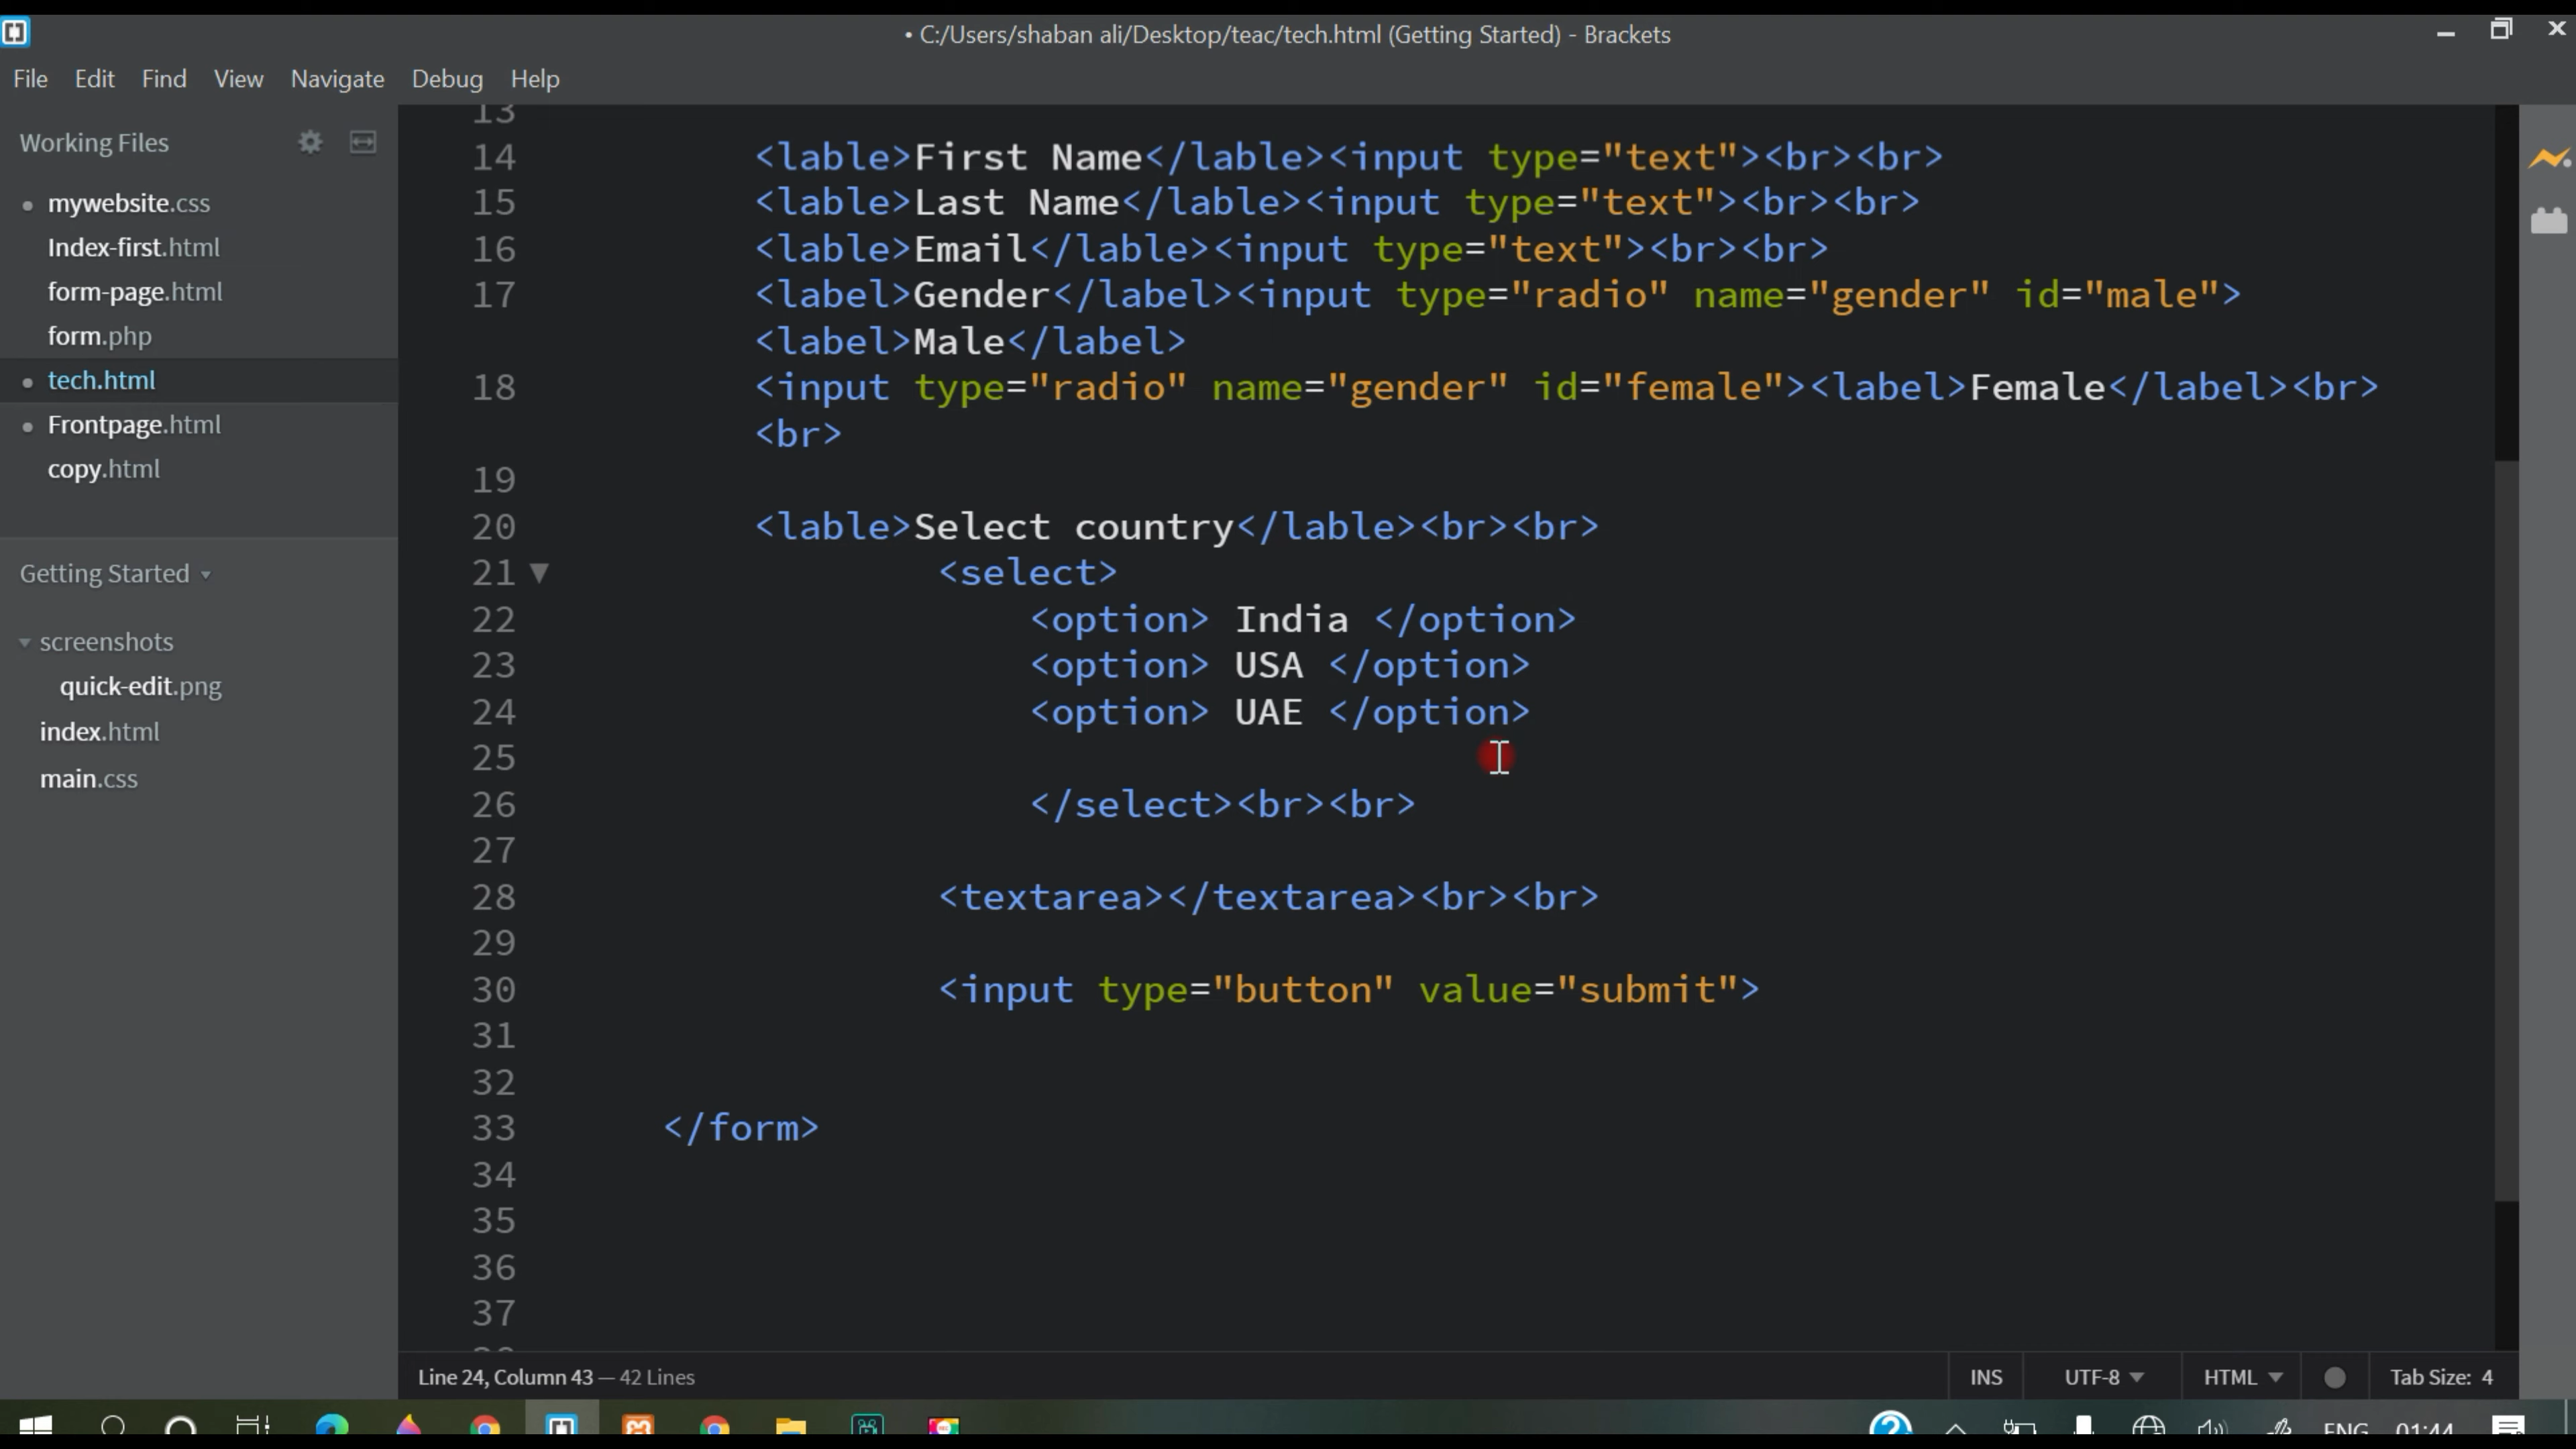 • C:/Users/shaban ali/Desktop/teac/tech.html (Getting Started) - Brackets
File Edit Find View Navigate Debug Help
Working Files
mywebsite.css
Index-first.html
form-page.html
form.php
tech.html
Frontpage.html
copy.html
Getting Started
screenshots
quick-edit.png
index.html
main.css
13
14 <lable>First Name</lable><input type="text"><br><br>
15 <lable>Last Name</lable><input type="text"><br><br>
16 <lable>Email</lable><input type="text"><br><br>
17 <label>Gender</label><input type="radio" name="gender" id="male">
<label>Male</label>
18 <input type="radio" name="gender" id="female"><label>Female</label><br>
<br>
19
20 <lable>Select country</lable><br><br>
21 <select>
22 <option> India </option>
23 <option> USA </option>
24 <option> UAE </option>
25
26 </select><br><br>
27
28 <textarea></textarea><br><br>
29
30 <input type="button" value="submit">
31
32
33 </form>
34
35
36
37
Line 24, Column 43 — 42 Lines
INS UTF-8 HTML Tab Size: 4
ENG 01:44